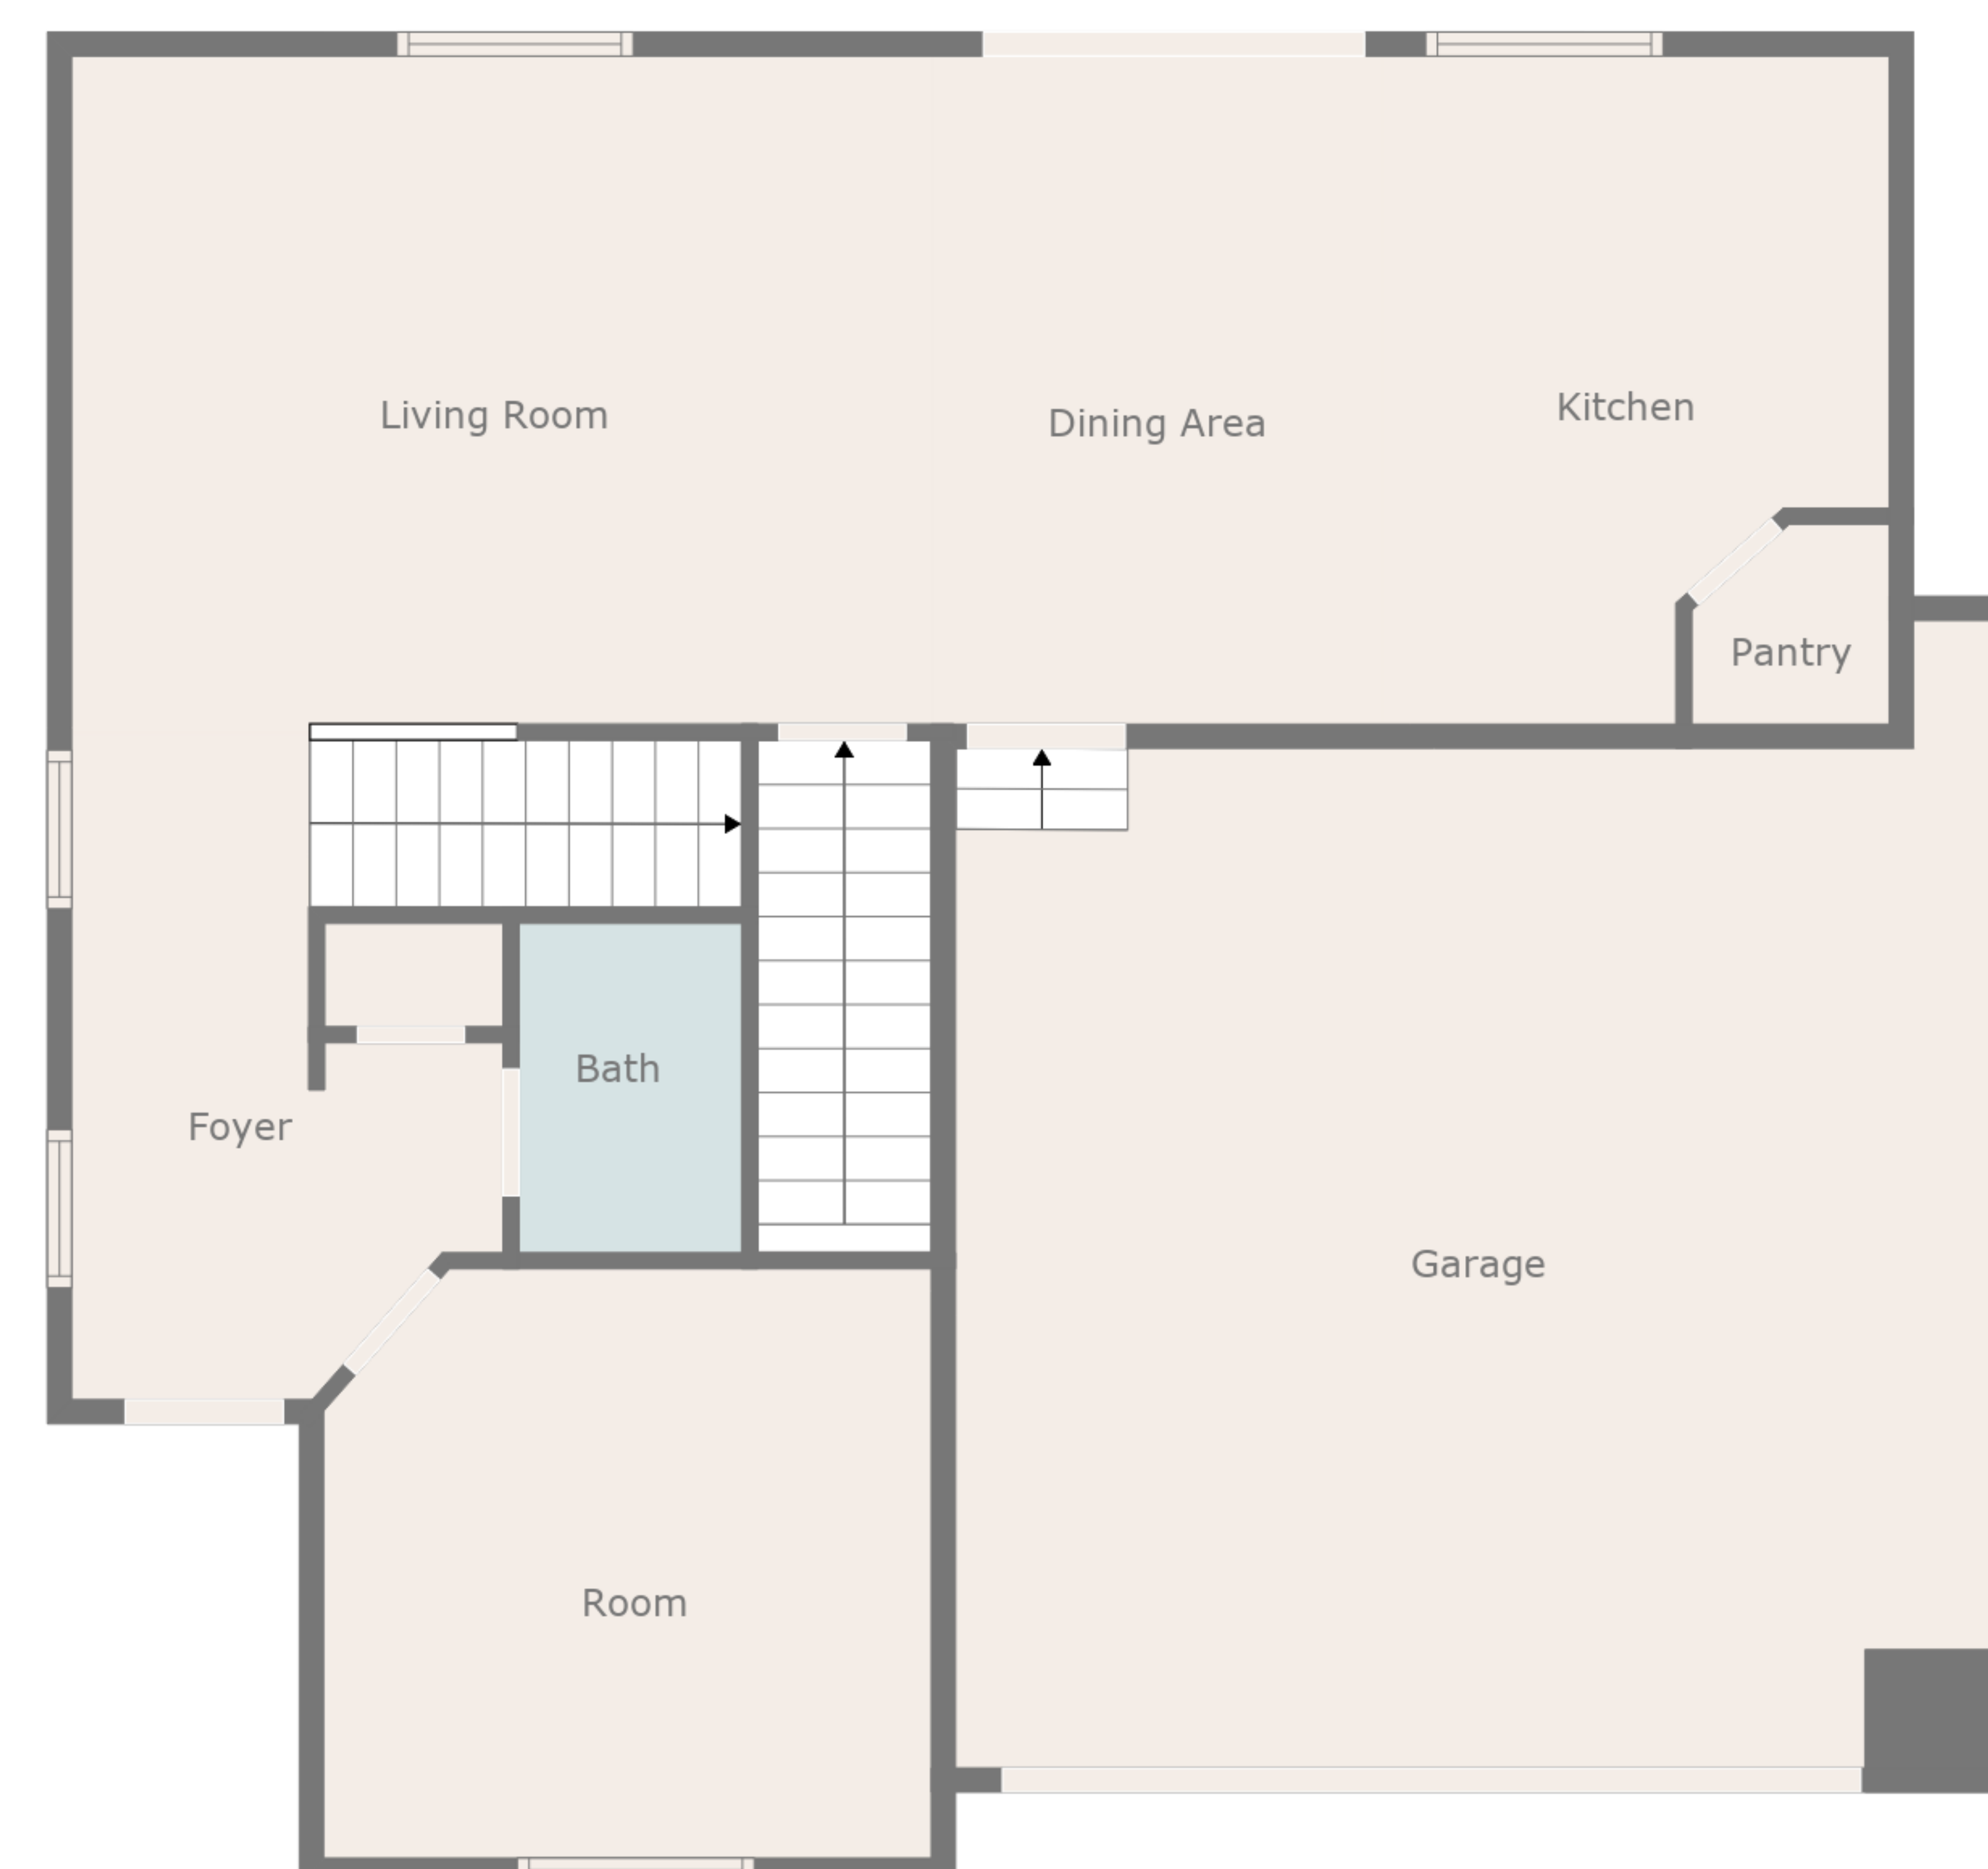 Living Room
Dining Area
Kitchen
Pantry
Bath
Foyer
Garage
Room